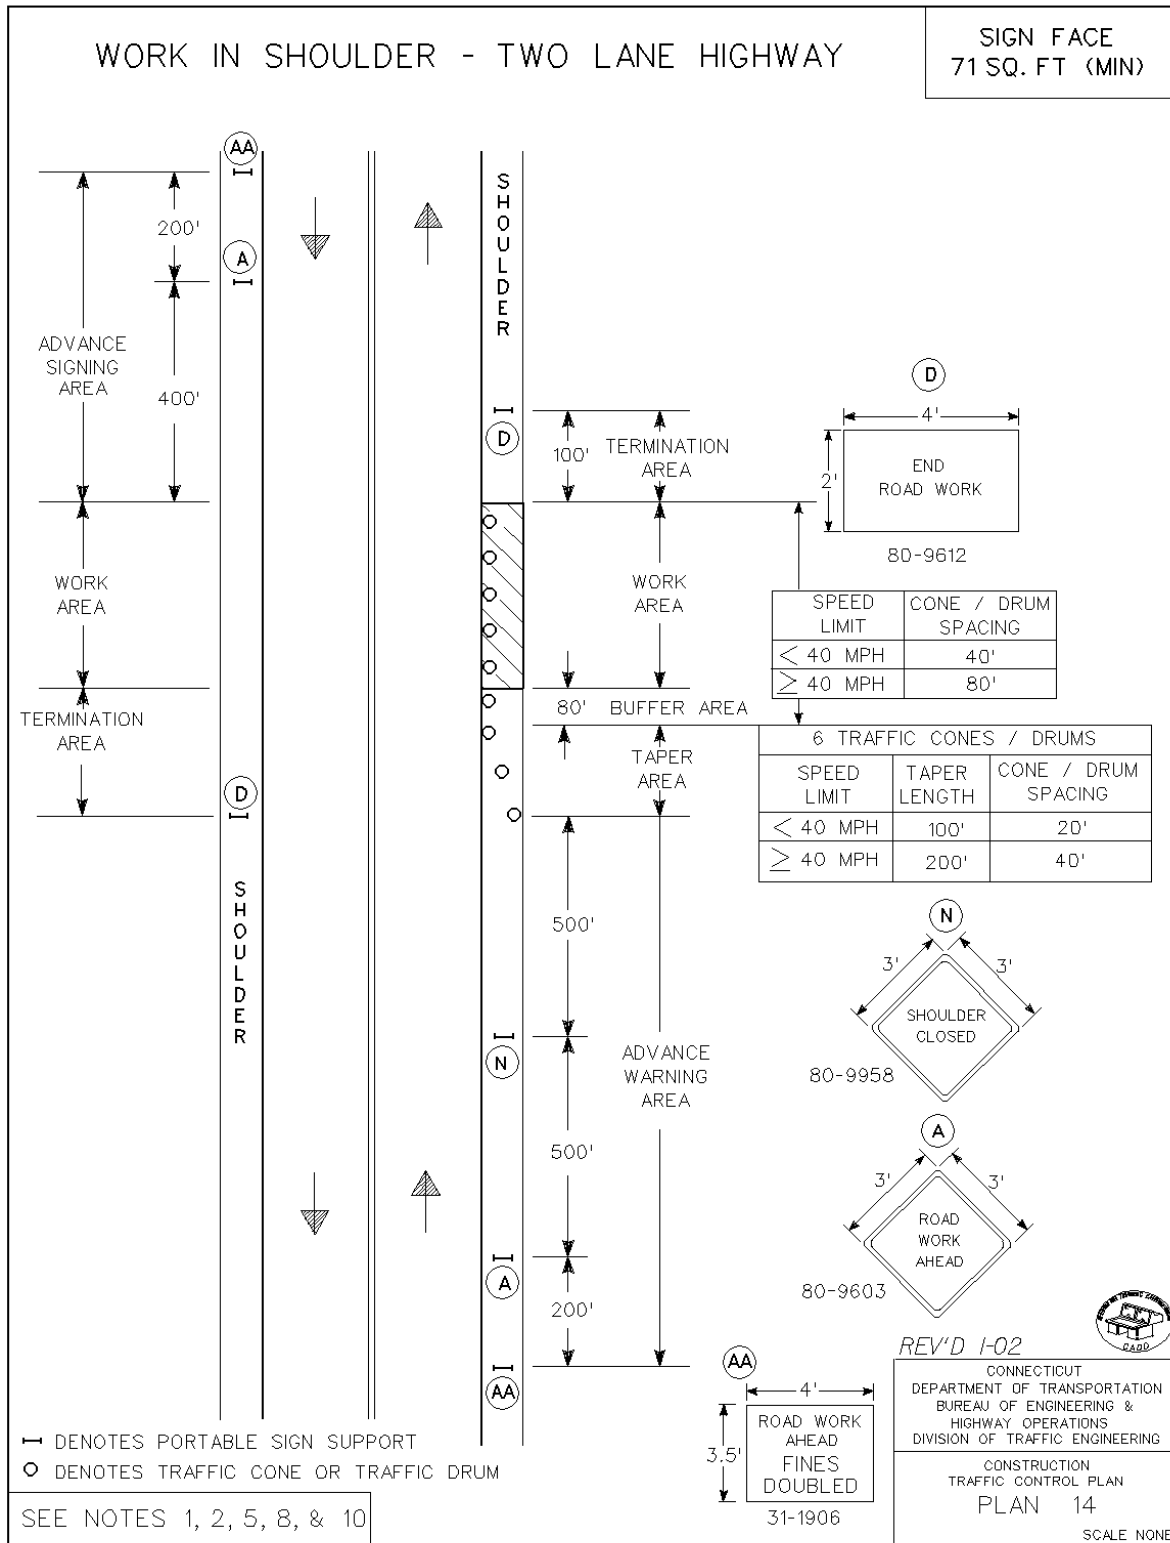 WORK IN SHOULDER - TWO LANE HIGHWAY
SIGN FACE
71 SQ. FT (MIN)
AA
200'
A
ADVANCE
SIGNING
AREA
400'
WORK
AREA
TERMINATION
AREA
D
SHOULDER
SHOULDER
D
100'
TERMINATION
AREA
WORK
AREA
80'
BUFFER AREA
TAPER
AREA
500'
N
500'
ADVANCE
WARNING
AREA
A
200'
AA
D
4'
2'
END
ROAD WORK
80-9612
SPEED LIMIT CONE / DRUM SPACING
< 40 MPH 40'
≥ 40 MPH 80'
6 TRAFFIC CONES / DRUMS
SPEED LIMIT TAPER LENGTH CONE / DRUM SPACING
< 40 MPH 100' 20'
≥ 40 MPH 200' 40'
N
3' 3'
SHOULDER
CLOSED
80-9958
A
3' 3'
ROAD
WORK
AHEAD
80-9603
AA
4'
3.5'
ROAD WORK
AHEAD
FINES
DOUBLED
31-1906
REV'D 1-02
CADD
CONNECTICUT
DEPARTMENT OF TRANSPORTATION
BUREAU OF ENGINEERING &
HIGHWAY OPERATIONS
DIVISION OF TRAFFIC ENGINEERING
CONSTRUCTION
TRAFFIC CONTROL PLAN
PLAN 14
SCALE NONE
I DENOTES PORTABLE SIGN SUPPORT
O DENOTES TRAFFIC CONE OR TRAFFIC DRUM
SEE NOTES 1, 2, 5, 8, & 10